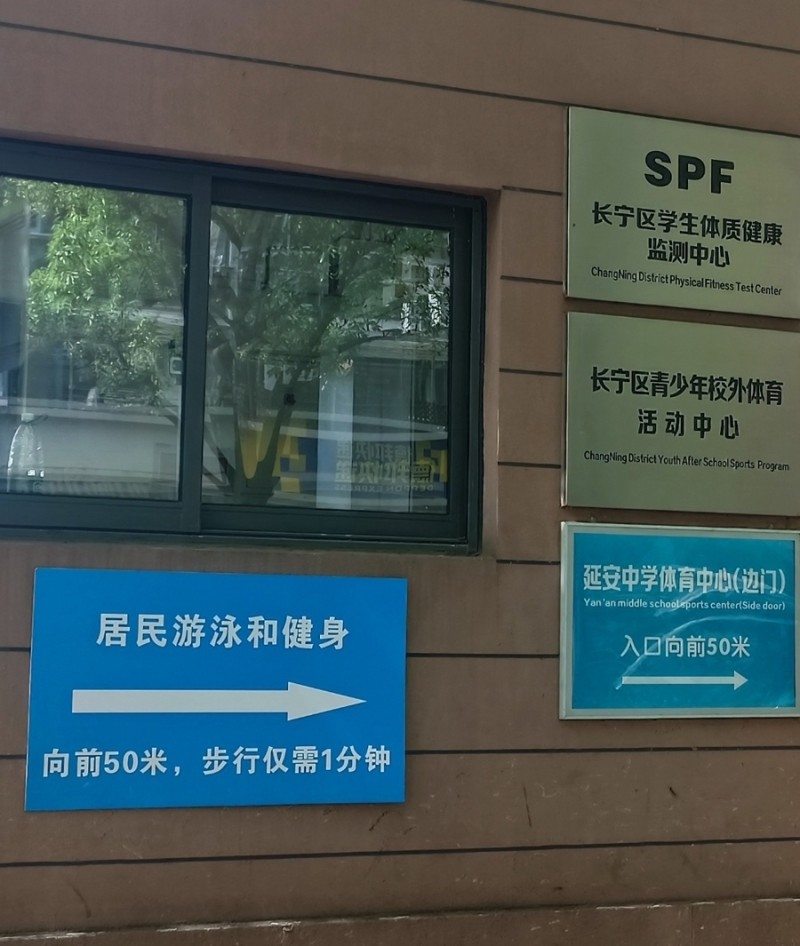 SPF
长宁区学生体质健康
监测中心
ChangNing District Physical Fitness Test Center
长宁区青少年校外体育
活动中心
ChangNing District Youth After School Sports Program
延安中学体育中心(边门)
Yan'an middle school sports center(Side door)
入口向前50米
居民游泳和健身
向前50米，步行仅需1分钟